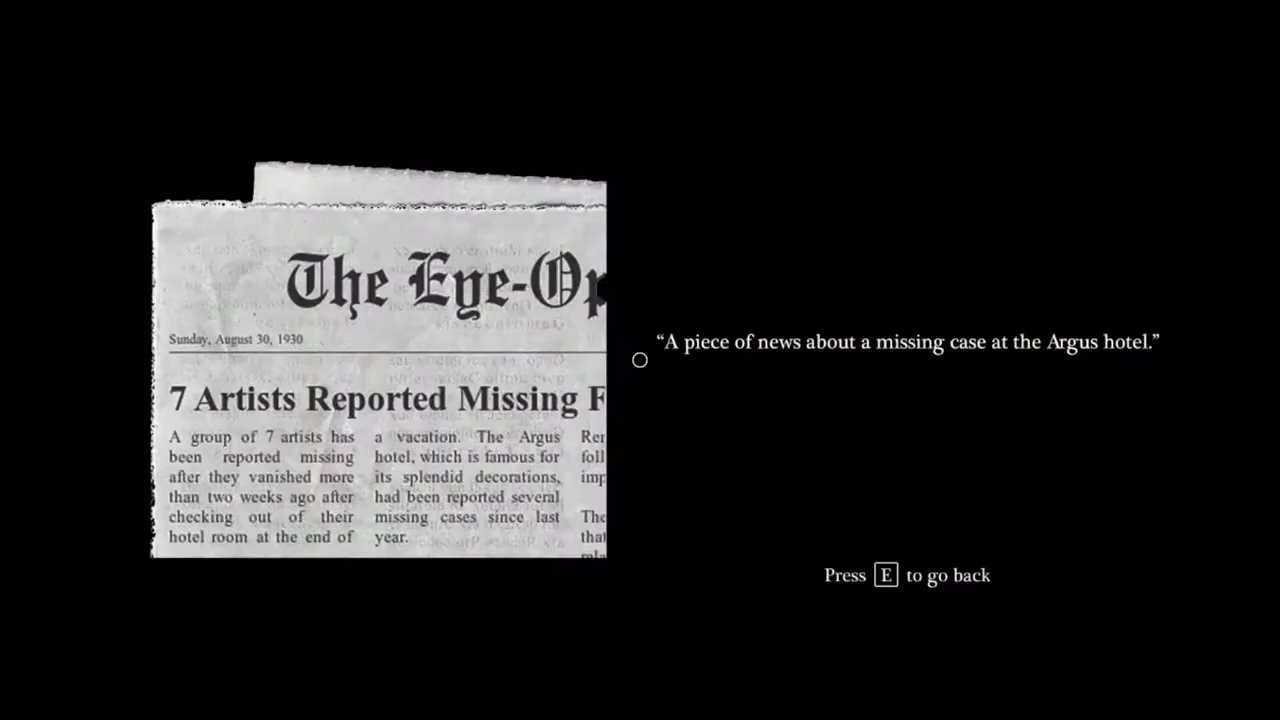 The Eye-Op
Sunday, August 30, 1930
7 Artists Reported Missing F
A group of 7 artists has
been reported missing
after they vanished more
than two weeks ago after
checking out of their
hotel room at the end of
a vacation. The Argus
hotel, which is famous for
its splendid decorations,
had been reported several
missing cases since last
year.
Rer
foll
imp
The
that
“A piece of news about a missing case at the Argus hotel.”
Press E to go back